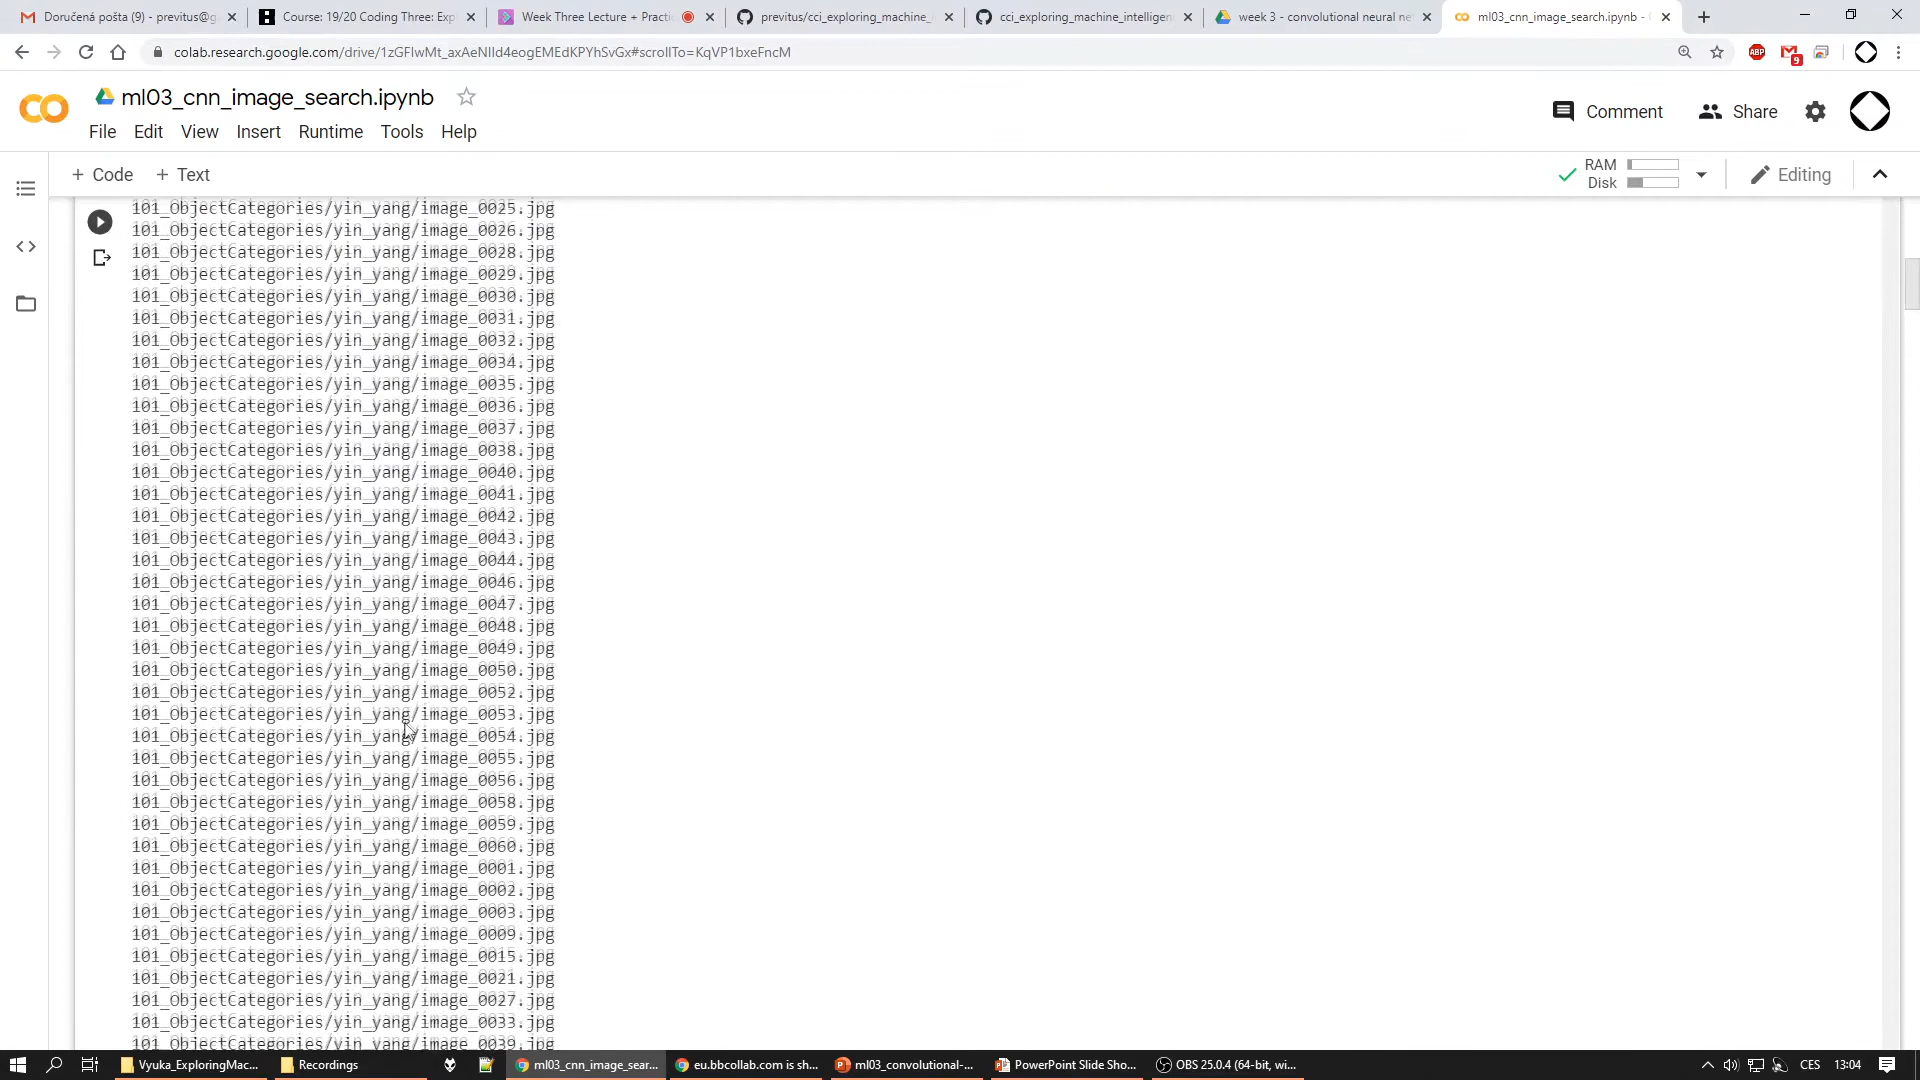 Doručená pošta (9) - previtus@g
Course: 19/20 Coding Three: Exp
Week Three Lecture + Practi
previtus/cci_exploring_machine_i
cci_exploring_machine_intelligen
week 3 - convolutional neural ne
ml03_cnn_image_search.ipynb -
colab.research.google.com/drive/1zGFIwMt_axAeNIId4eogEMEdKPYhSvGx#scrollTo=KqVP1bxeFncM
ABP
9
ml03_cnn_image_search.ipynb
File Edit View Insert Runtime Tools Help
Comment
Share
+ Code + Text
RAM
Disk
Editing
101_ObjectCategories/yin_yang/image_0025.jpg
101_ObjectCategories/yin_yang/image_0026.jpg
101_ObjectCategories/yin_yang/image_0028.jpg
101_ObjectCategories/yin_yang/image_0029.jpg
101_ObjectCategories/yin_yang/image_0030.jpg
101_ObjectCategories/yin_yang/image_0031.jpg
101_ObjectCategories/yin_yang/image_0032.jpg
101_ObjectCategories/yin_yang/image_0034.jpg
101_ObjectCategories/yin_yang/image_0035.jpg
101_ObjectCategories/yin_yang/image_0036.jpg
101_ObjectCategories/yin_yang/image_0037.jpg
101_ObjectCategories/yin_yang/image_0038.jpg
101_ObjectCategories/yin_yang/image_0040.jpg
101_ObjectCategories/yin_yang/image_0041.jpg
101_ObjectCategories/yin_yang/image_0042.jpg
101_ObjectCategories/yin_yang/image_0043.jpg
101_ObjectCategories/yin_yang/image_0044.jpg
101_ObjectCategories/yin_yang/image_0046.jpg
101_ObjectCategories/yin_yang/image_0047.jpg
101_ObjectCategories/yin_yang/image_0048.jpg
101_ObjectCategories/yin_yang/image_0049.jpg
101_ObjectCategories/yin_yang/image_0050.jpg
101_ObjectCategories/yin_yang/image_0052.jpg
101_ObjectCategories/yin_yang/image_0053.jpg
101_ObjectCategories/yin_yang/image_0054.jpg
101_ObjectCategories/yin_yang/image_0055.jpg
101_ObjectCategories/yin_yang/image_0056.jpg
101_ObjectCategories/yin_yang/image_0058.jpg
101_ObjectCategories/yin_yang/image_0059.jpg
101_ObjectCategories/yin_yang/image_0060.jpg
101_ObjectCategories/yin_yang/image_0001.jpg
101_ObjectCategories/yin_yang/image_0002.jpg
101_ObjectCategories/yin_yang/image_0003.jpg
101_ObjectCategories/yin_yang/image_0009.jpg
101_ObjectCategories/yin_yang/image_0015.jpg
101_ObjectCategories/yin_yang/image_0021.jpg
101_ObjectCategories/yin_yang/image_0027.jpg
101_ObjectCategories/yin_yang/image_0033.jpg
101_ObjectCategories/yin_yang/image_0039.jpg
Vyuka_ExploringMac...
Recordings
ml03_cnn_image_sear...
eu.bbcollab.com is sh...
ml03_convolutional-...
PowerPoint Slide Sho...
OBS 25.0.4 (64-bit, wi...
CES
13:04